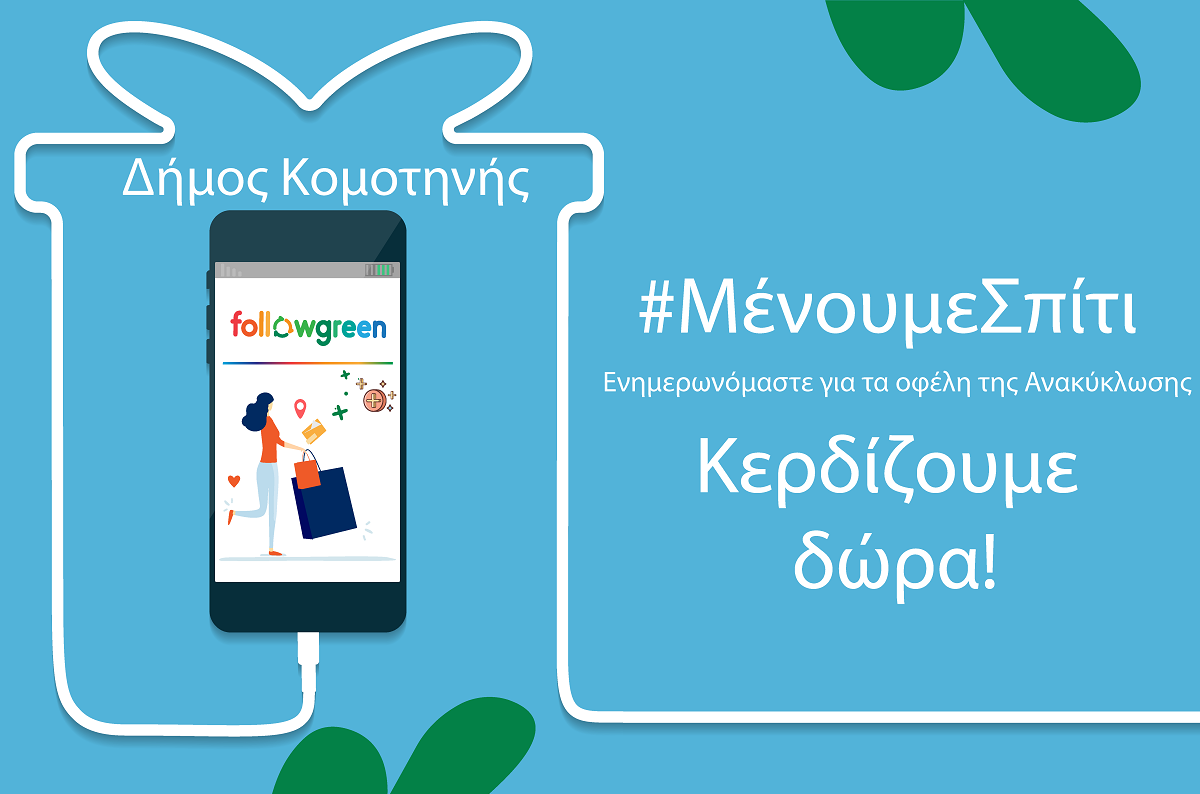 Δήμος Κομοτηνής
followgreen
#ΜένουμεΣπίτι
Ενημερωνόμαστε για τα οφέλη της Ανακύκλωσης
Κερδίζουμε
δώρα!